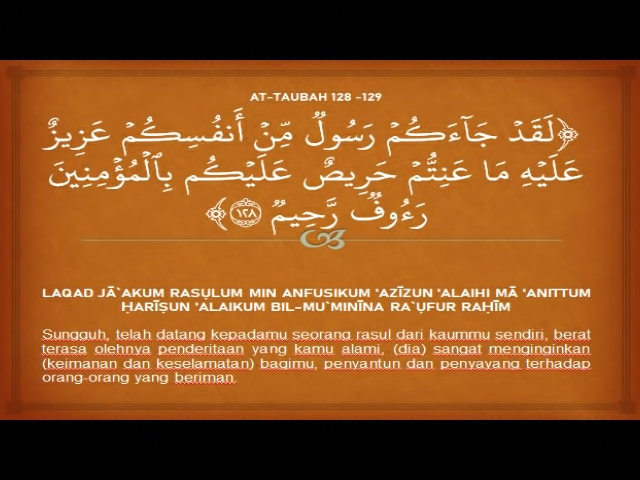 AT-TAUBAH 128 -129
﴿لَقَدۡ جَآءَكُمۡ رَسُولٞ مِّنۡ أَنفُسِكُمۡ عَزِيزٌ
عَلَيۡهِ مَا عَنِتُّمۡ حَرِيصٌ عَلَيۡكُم بِٱلۡمُؤۡمِنِينَ
رَءُوفٞ رَّحِيمٞ ١٢٨﴾
LAQAD JĀ`AKUM RASỤLUM MIN ANFUSIKUM 'AZĪZUN 'ALAIHI MĀ 'ANITTUM
ḤARĪṢUN 'ALAIKUM BIL-MU`MINĪNA RA`ỤFUR RAḤĪM
Sungguh, telah datang kepadamu seorang rasul dari kaummu sendiri, berat
terasa olehnya penderitaan yang kamu alami, (dia) sangat menginginkan
(keimanan dan keselamatan) bagimu, penyantun dan penyayang terhadap
orang-orang yang beriman.